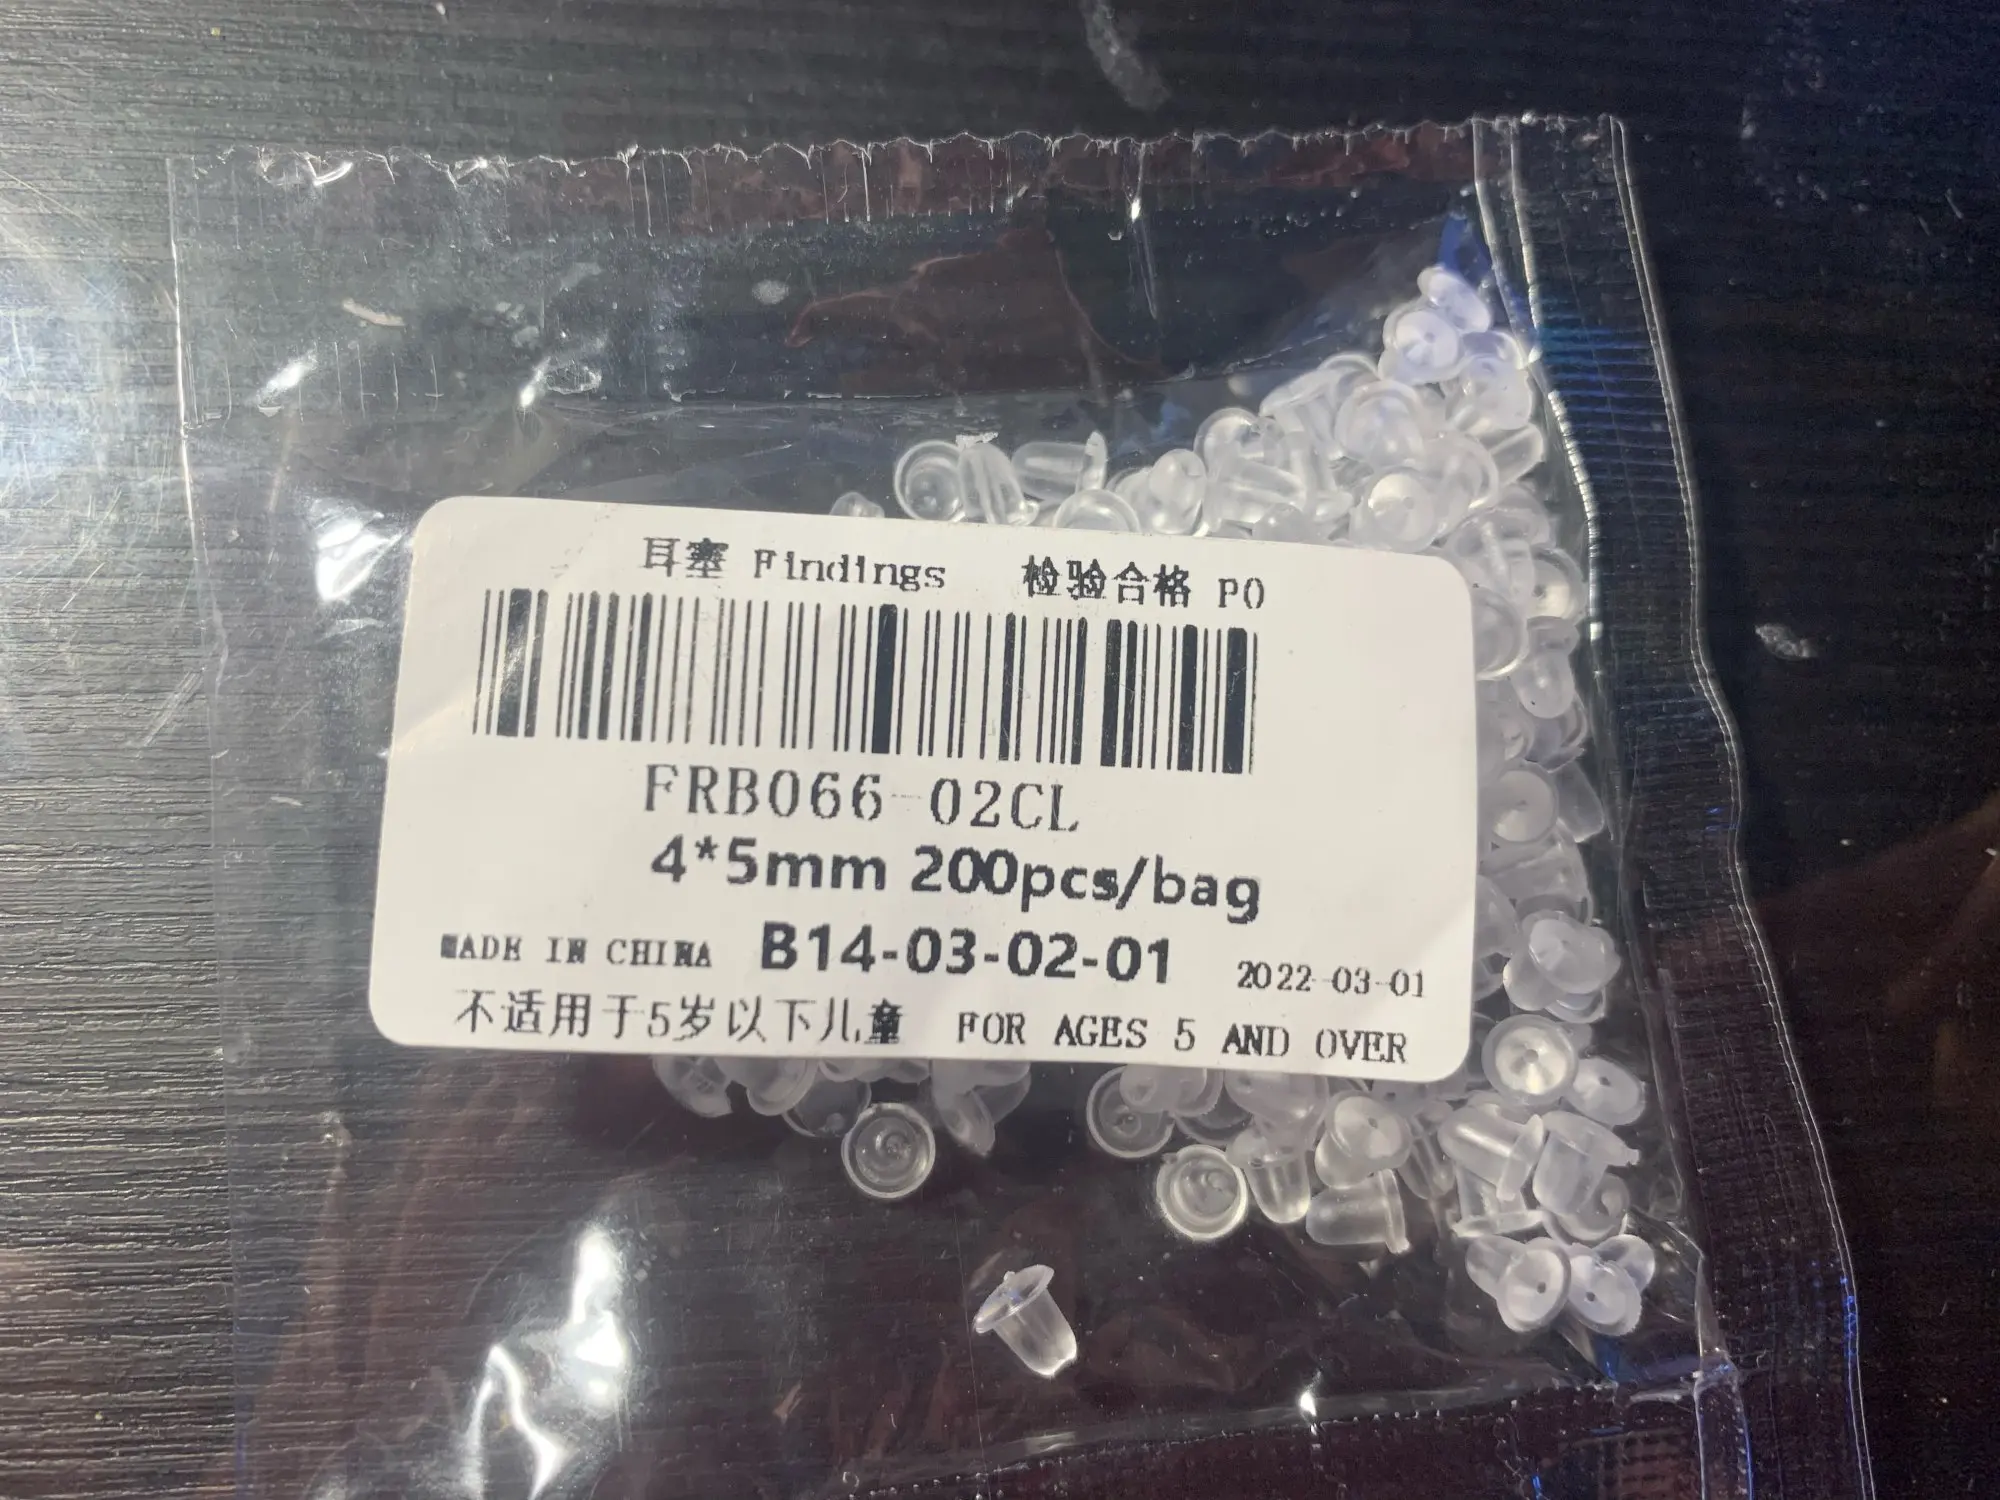 耳塞 Findings 检验合格 P0
FRB066-02CL
4*5mm 200pcs/bag
MADE IN CHINA B14-03-02-01 2022-03-01
不适用于5岁以下儿童 FOR AGES 5 AND OVER